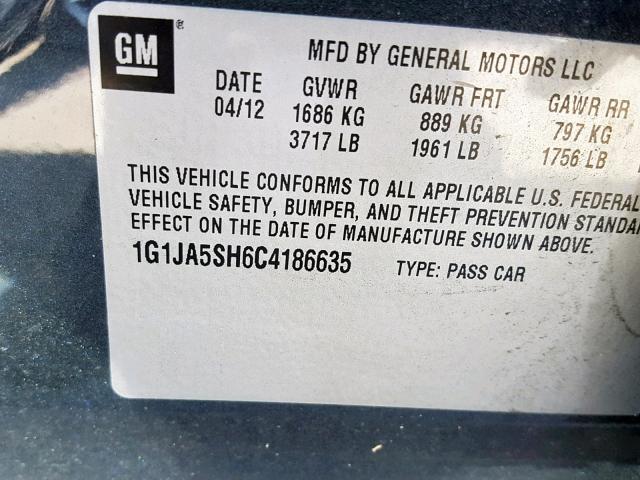 GM ®
MFD BY GENERAL MOTORS LLC
DATE GVWR GAWR FRT GAWR RR
04/12 1686 KG 889 KG 797 KG
3717 LB 1961 LB 1756 LB
THIS VEHICLE CONFORMS TO ALL APPLICABLE U.S. FEDERAL
VEHICLE SAFETY, BUMPER, AND THEFT PREVENTION STANDA
EFFECT ON THE DATE OF MANUFACTURE SHOWN ABOVE.
1G1JA5SH6C4186635 TYPE: PASS CAR